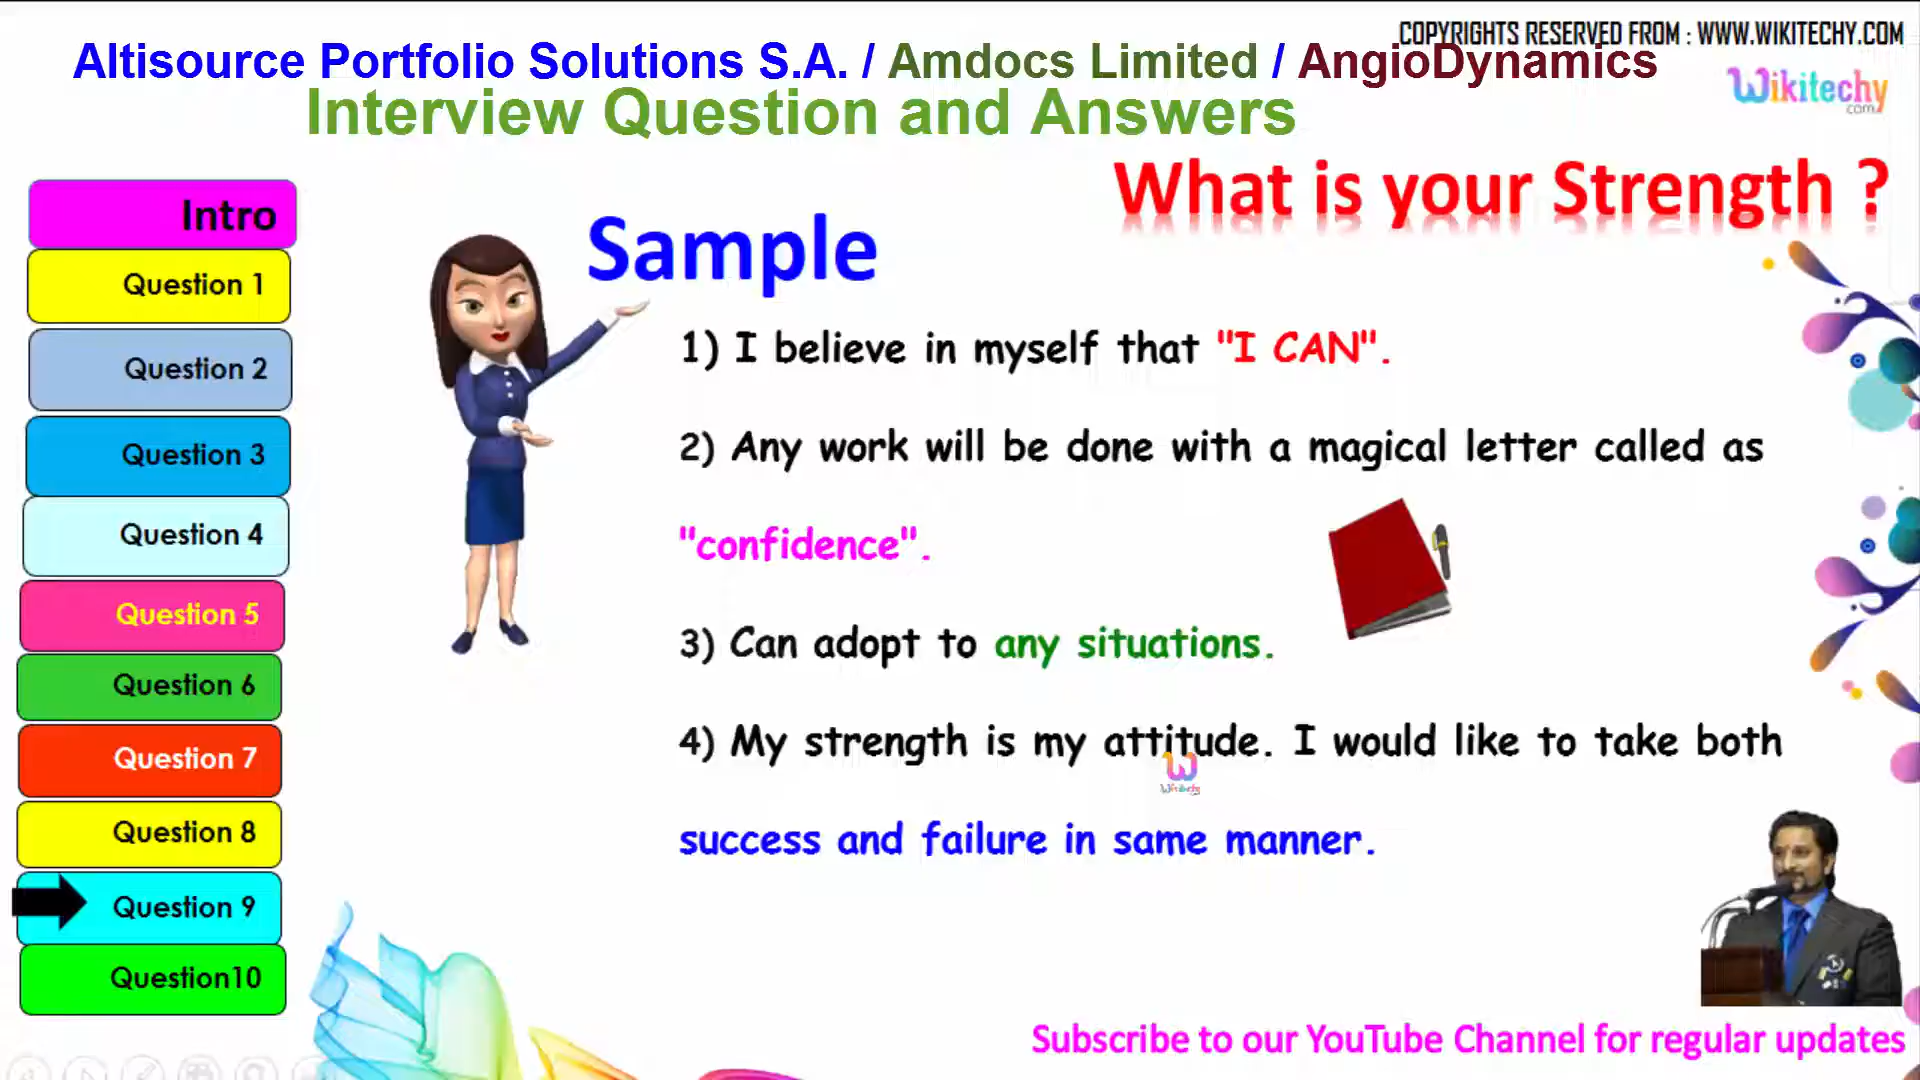 COPYRIGHTS RESERVED FROM : WWW.WIKITECHY.COM
Altisource Portfolio Solutions S.A. / Amdocs Limited / AngioDynamics
Interview Question and Answers
Wikitechy
.com
What is your Strength ?
Intro
Question 1
Question 2
Question 3
Question 4
Question 5
Question 6
Question 7
Question 8
Question 9
Question10
Sample
1) I believe in myself that "I CAN".
2) Any work will be done with a magical letter called as
"confidence".
3) Can adopt to any situations.
4) My strength is my attitude. I would like to take both
success and failure in same manner.
Wikitechy
Subscribe to our YouTube Channel for regular updates